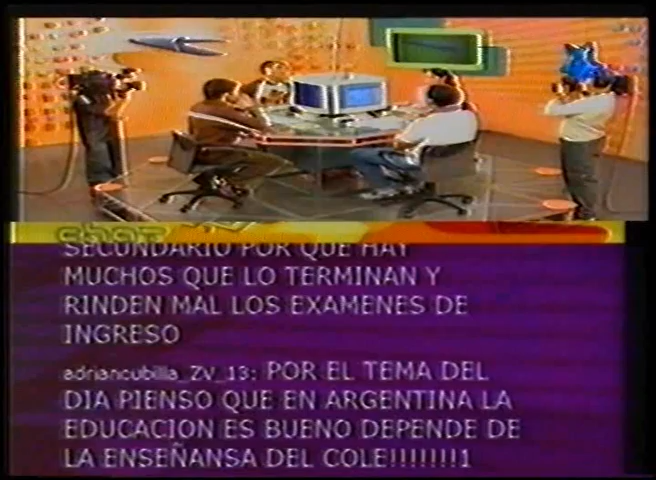 chat
SECUNDARIO POR QUE HAY
MUCHOS QUE LO TERMINAN Y
RINDEN MAL LOS EXAMENES DE
INGRESO
adriancubilla_ZV_13: POR EL TEMA DEL
DIA PIENSO QUE EN ARGENTINA LA
EDUCACION ES BUENO DEPENDE DE
LA ENSEÑANSA DEL COLE!!!!!!!1